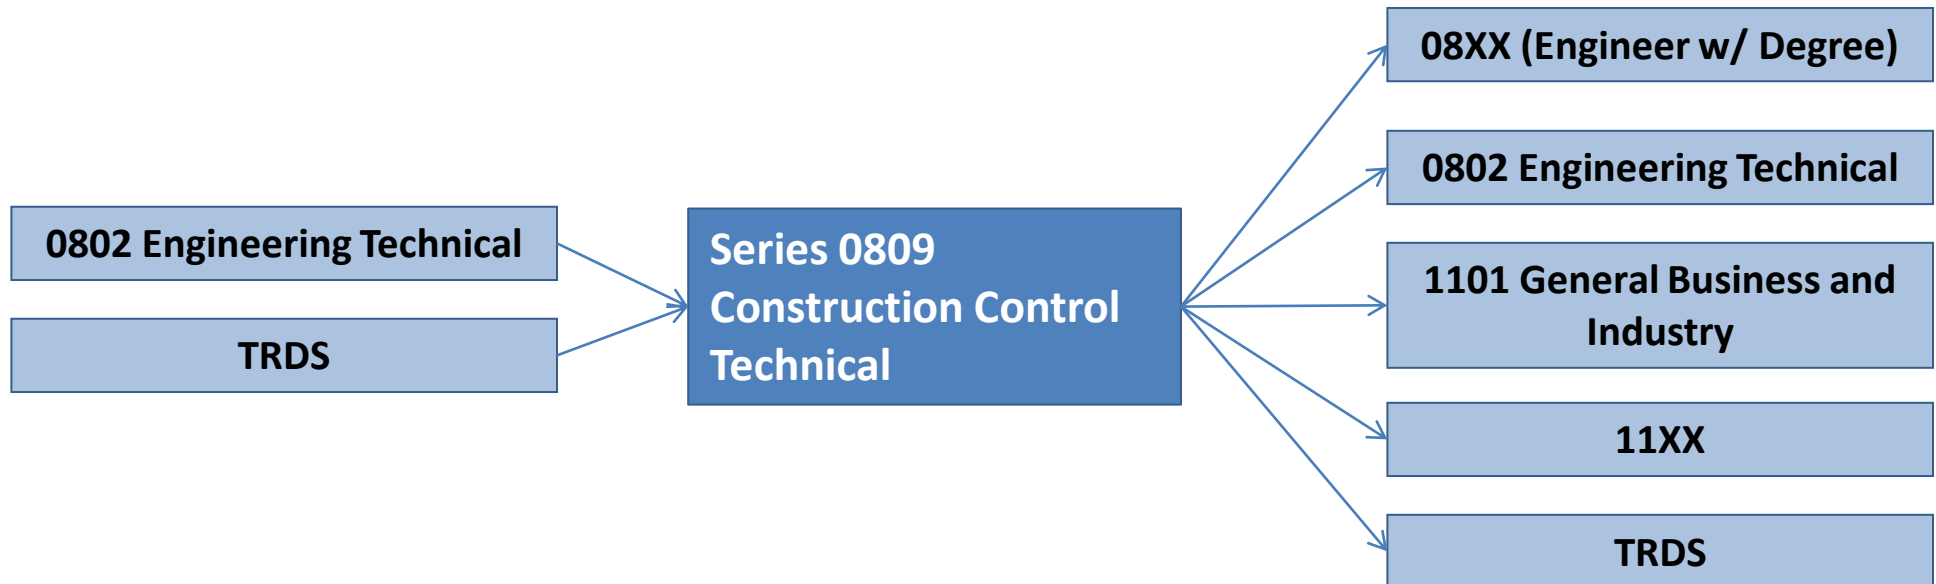 0802 Engineering Technical
TRDS
Series 0809
Construction Control
Technical
08XX (Engineer w/ Degree)
0802 Engineering Technical
1101 General Business and
Industry
11XX
TRDS